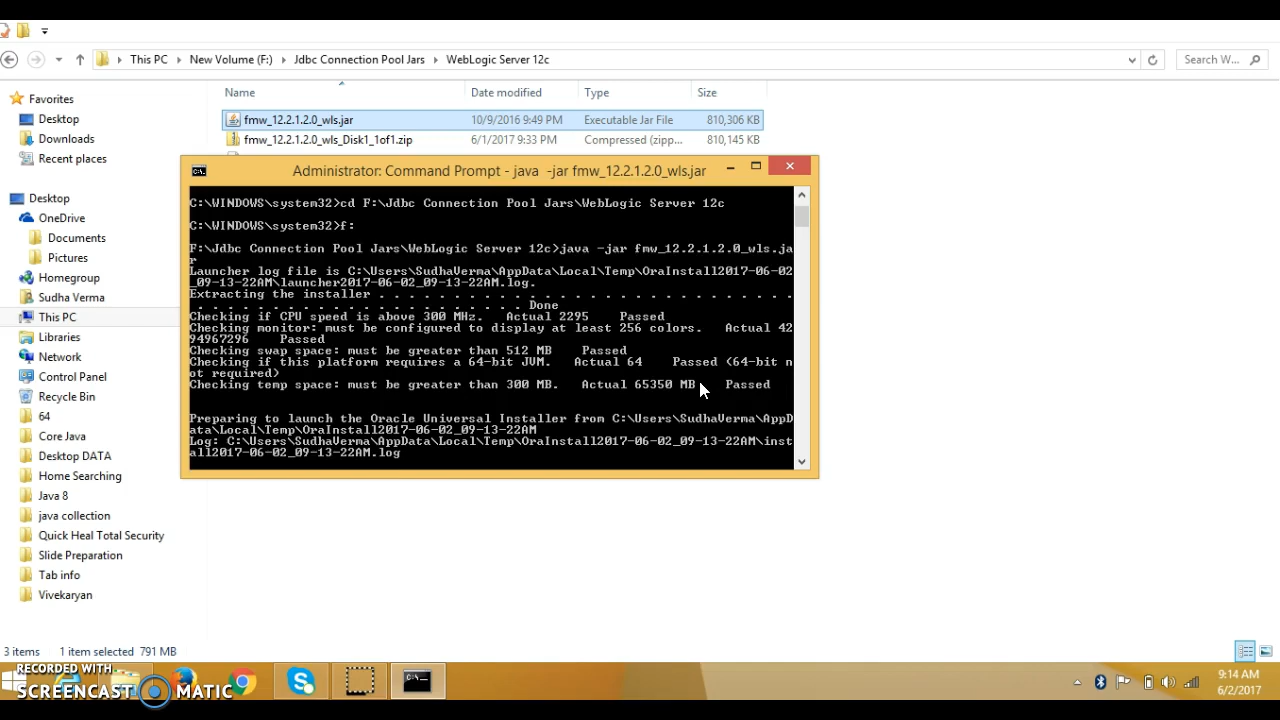 This PC
New Volume (F:)
Jdbc Connection Pool Jars
WebLogic Server 12c
Search W...
Name Date modified Type Size
fmw_12.2.1.2.0_wls.jar 10/9/2016 9:49 PM Executable Jar File 810,306 KB
fmw_12.2.1.2.0_wls_Disk1_1of1.zip 6/1/2017 9:33 PM Compressed (zipp... 810,145 KB
Favorites
Desktop
Downloads
Recent places
Desktop
OneDrive
Documents
Pictures
Homegroup
Sudha Verma
This PC
Libraries
Network
Control Panel
Recycle Bin
64
Core Java
Desktop DATA
Home Searching
Java 8
java collection
Quick Heal Total Security
Slide Preparation
Tab info
Vivekaryan
Administrator: Command Prompt - java -jar fmw_12.2.1.2.0_wls.jar
C:\WINDOWS\system32>cd F:\Jdbc Connection Pool Jars\WebLogic Server 12c
C:\WINDOWS\system32>f:
F:\Jdbc Connection Pool Jars\WebLogic Server 12c>java -jar fmw_12.2.1.2.0_wls.ja
r
Launcher log file is C:\Users\SudhaVerma\AppData\Local\Temp\OraInstall2017-06-02
_09-13-22AM\launcher2017-06-02_09-13-22AM.log.
Extracting the installer . . . . . . . . . . . . . . . . . . . . . . . . . . . .
. . . . . . . . . . . . . . . . . . . . . . Done
Checking if CPU speed is above 300 MHz. Actual 2295 Passed
Checking monitor: must be configured to display at least 256 colors. Actual 42
94967296 Passed
Checking swap space: must be greater than 512 MB Passed
Checking if this platform requires a 64-bit JVM. Actual 64 Passed (64-bit n
ot required)
Checking temp space: must be greater than 300 MB. Actual 65350 MB Passed
Preparing to launch the Oracle Universal Installer from C:\Users\SudhaVerma\AppD
ata\Local\Temp\OraInstall2017-06-02_09-13-22AM
Log: C:\Users\SudhaVerma\AppData\Local\Temp\OraInstall2017-06-02_09-13-22AM\inst
all2017-06-02_09-13-22AM.log
3 items 1 item selected 791 MB
RECORDED WITH
SCREENCAST MATIC
9:14 AM
6/2/2017